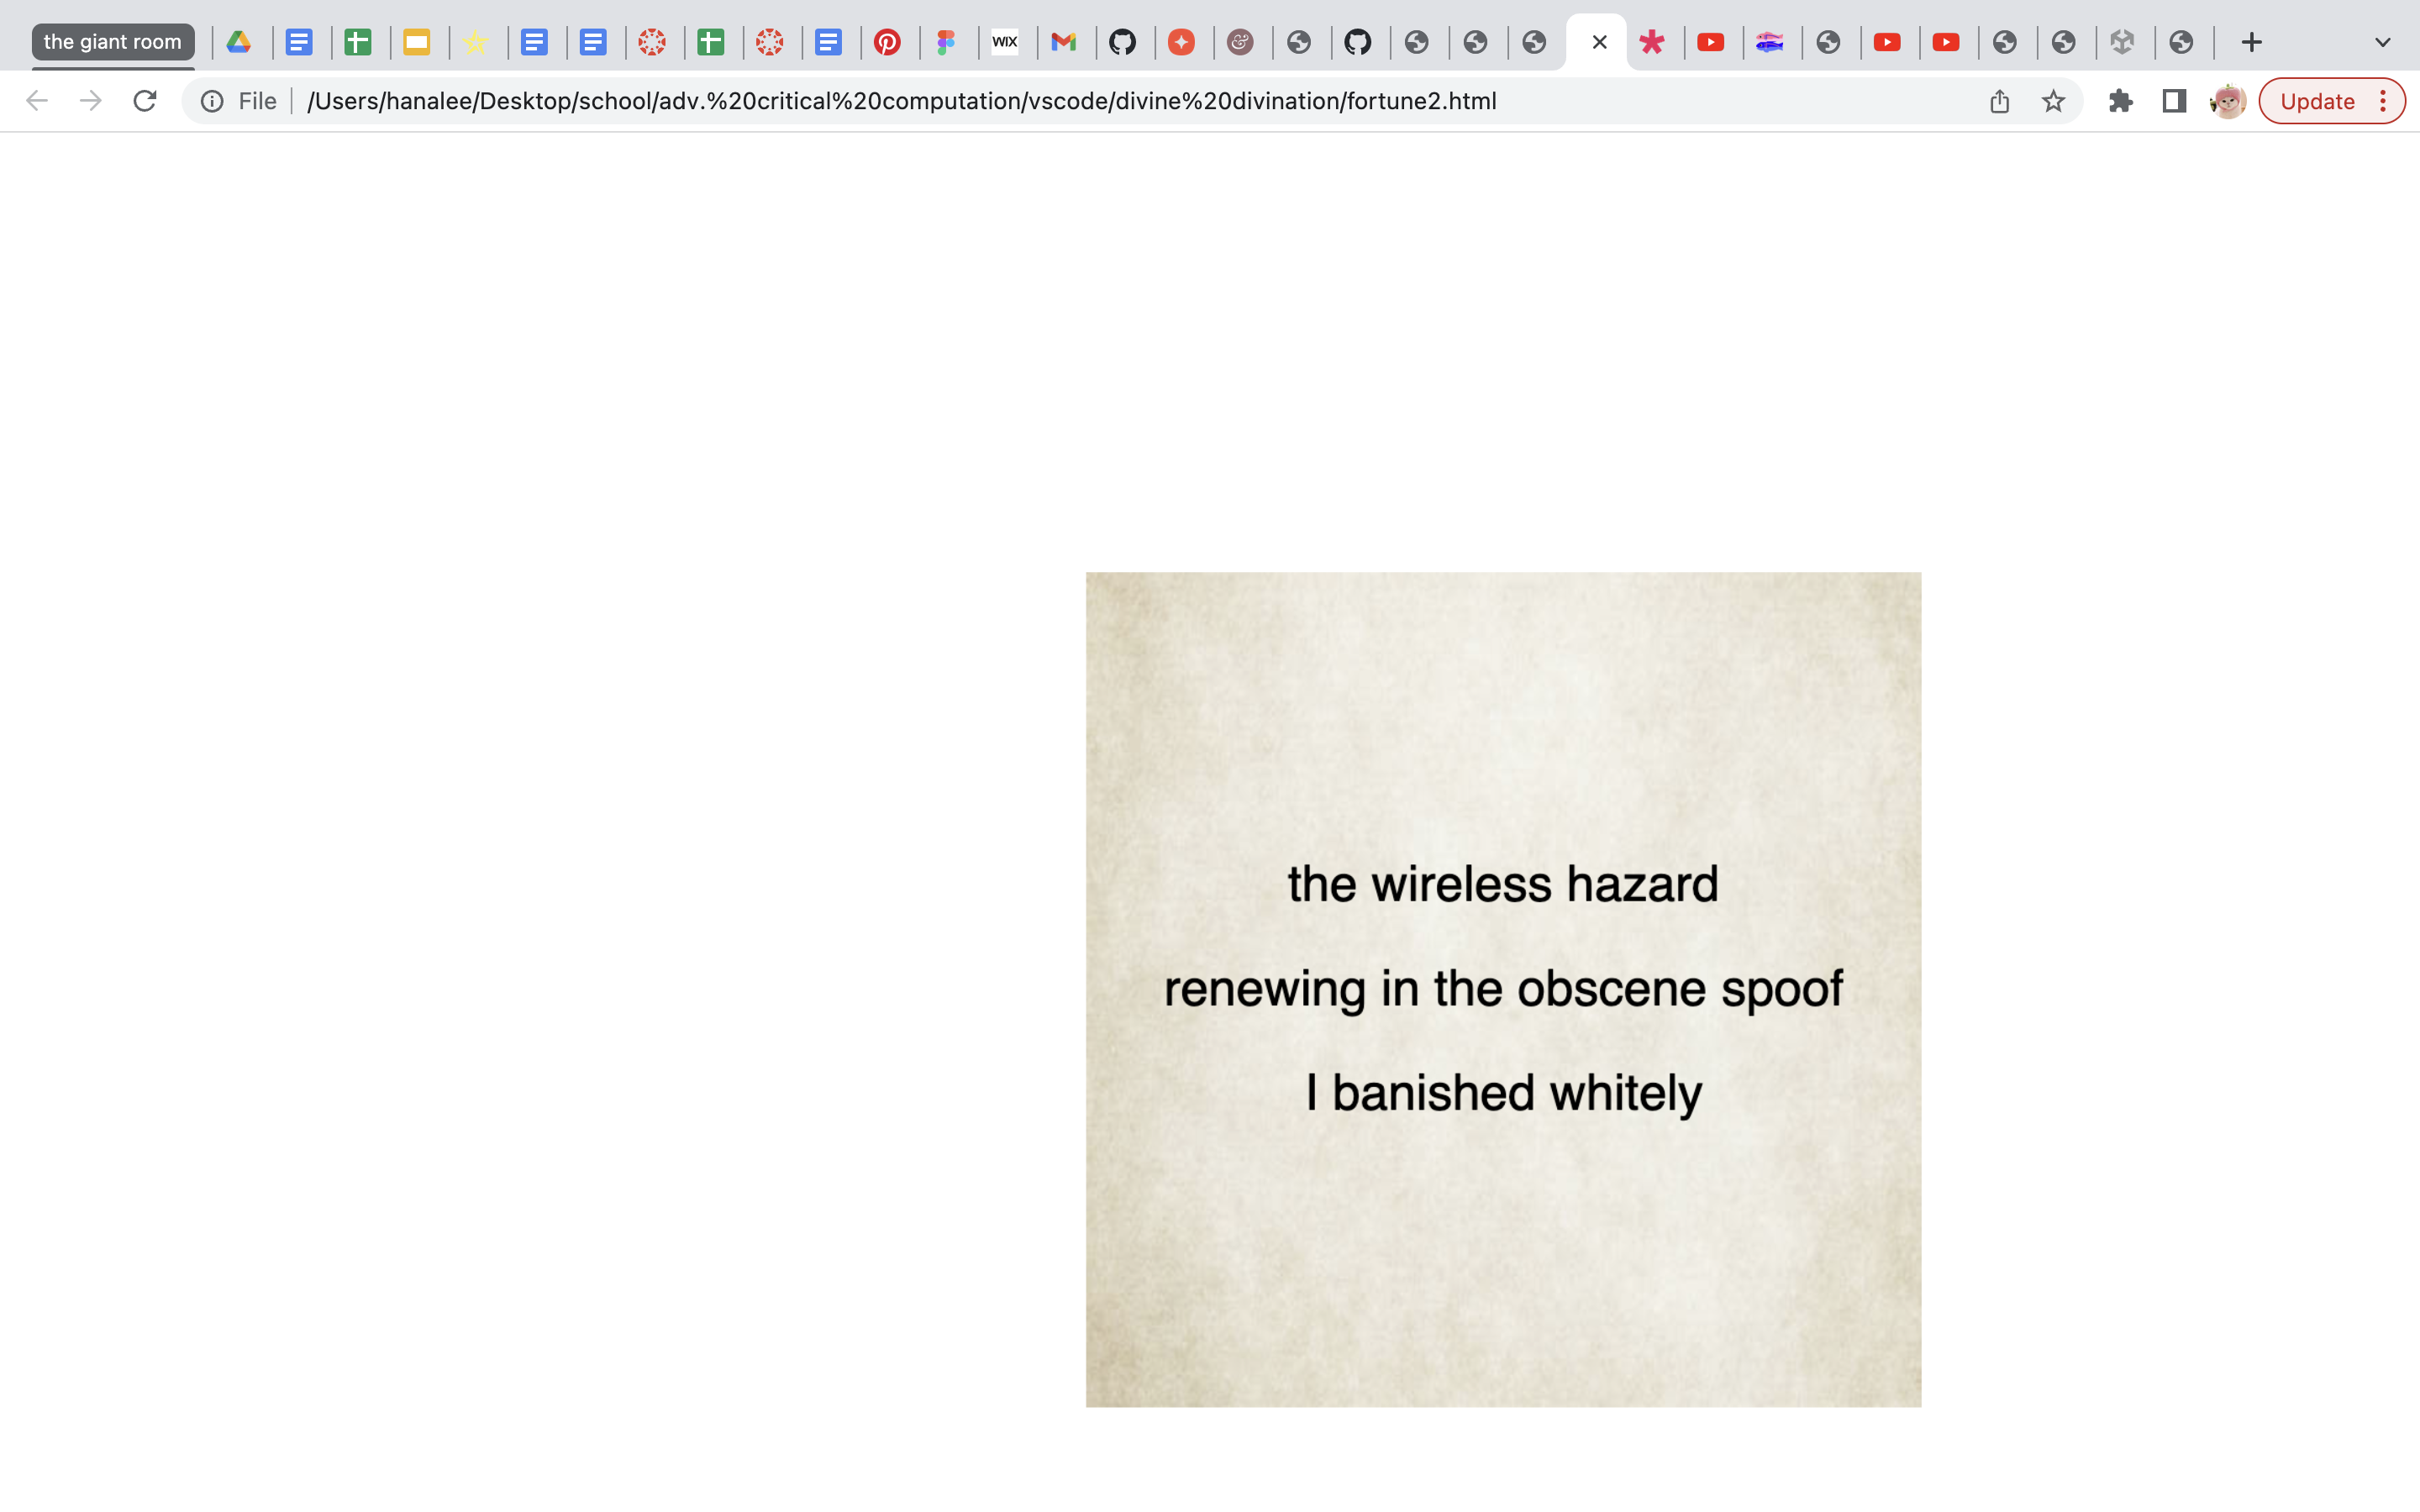 the giant room
WIX
File
/Users/hanalee/Desktop/school/adv.%20critical%20computation/vscode/divine%20divination/fortune2.html
Update
the wireless hazard
renewing in the obscene spoof
I banished whitely